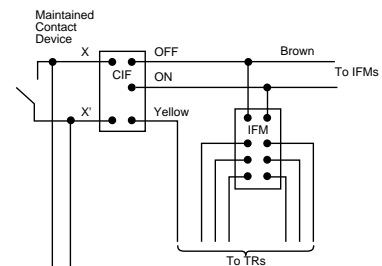 Maintained
Contact
Device
X
OFF
Brown
CIF
ON
To IFMs
X'
Yellow
IFM
To TRs